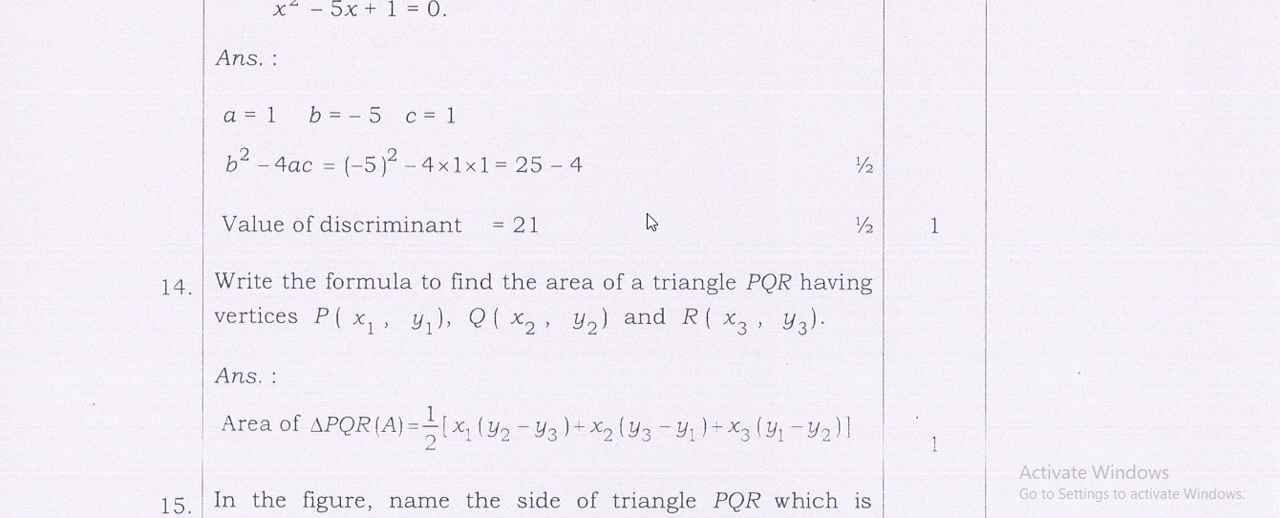 x² – 5x + 1 = 0.
Ans. :
a = 1 b = – 5 c = 1
b² – 4ac = (–5)² – 4×1×1 = 25 – 4 ½
Value of discriminant = 21 ½ 1
14. Write the formula to find the area of a triangle PQR having
vertices P( x₁ , y₁), Q( x₂ , y₂) and R( x₃ , y₃).
Ans. :
Area of ΔPQR(A)=1/2[x₁(y₂ – y₃)+x₂(y₃ – y₁)+x₃(y₁ – y₂)]
1
Activate Windows
Go to Settings to activate Windows.
15. In the figure, name the side of triangle PQR which is